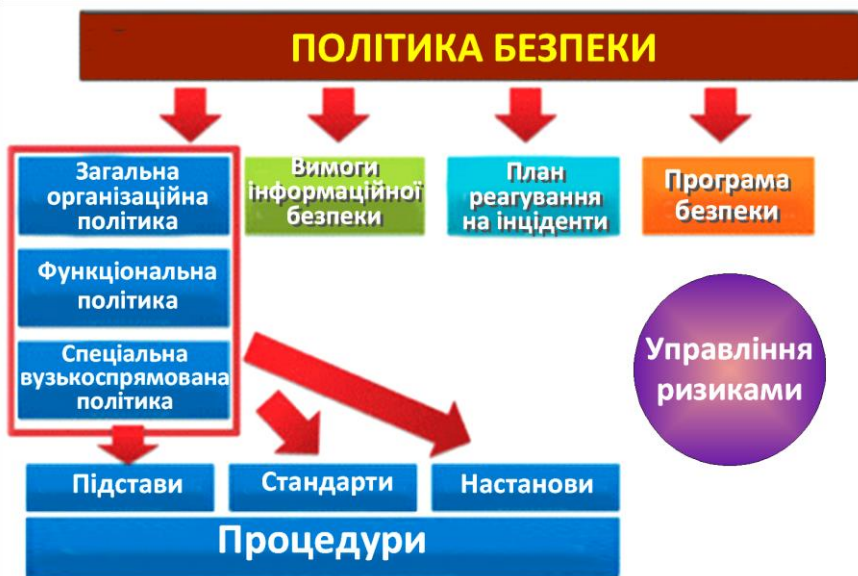 ПОЛІТИКА БЕЗПЕКИ
Загальна
організаційна
політика
Вимоги
інформаційної
безпеки
План
реагування
на інціденти
Програма
безпеки
Функціональна
політика
Спеціальна
вузькоспрямована
політика
Управління
ризиками
Підстави
Стандарти
Настанови
Процедури